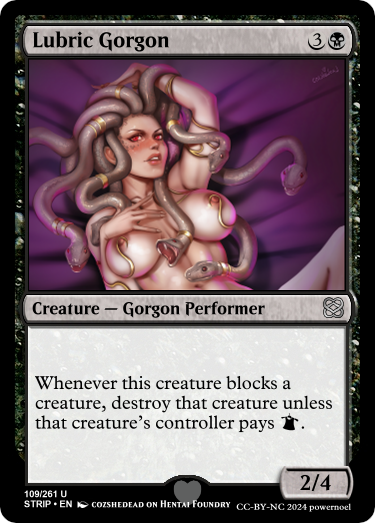 Lubric Gorgon 3
Creature — Gorgon Performer
Whenever this creature blocks a
creature, destroy that creature unless
that creature's controller pays .
2/4
109/261 U
STRIP • EN COZSHEDEAD ON HENTAI FOUNDRY
CC-BY-NC 2024 powernoel